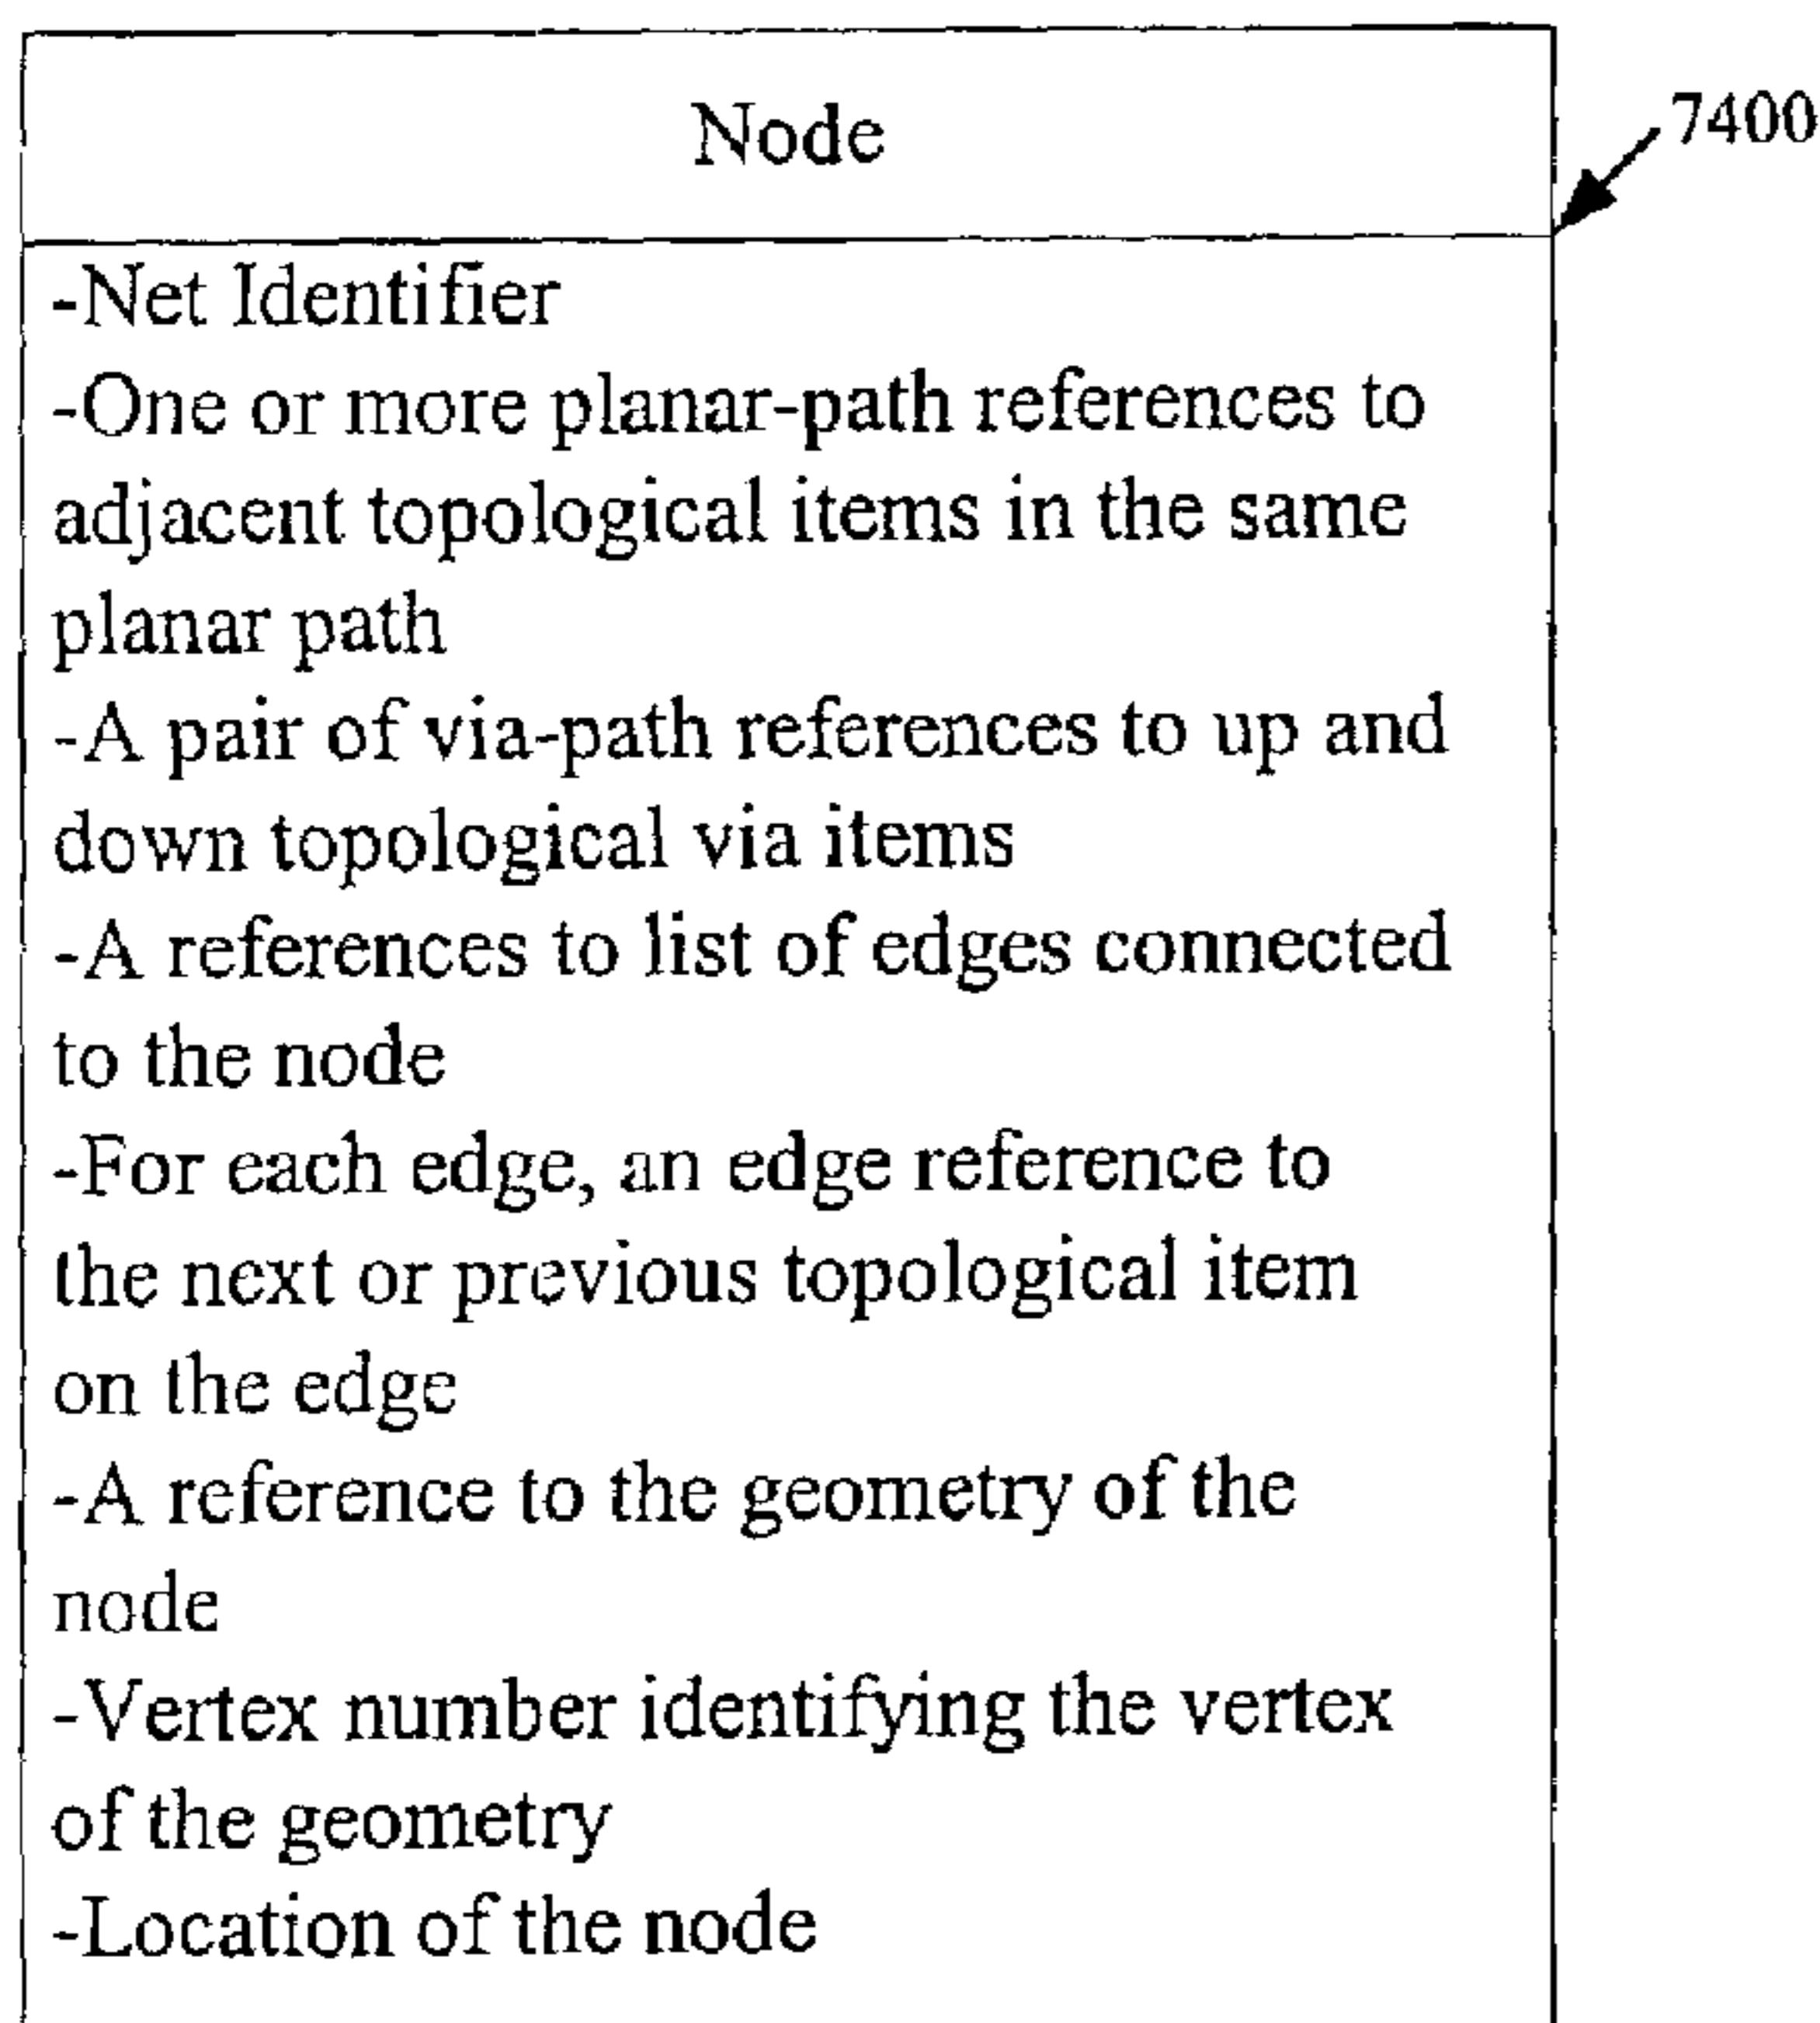 Node
7400
-Net Identifier
-One or more planar-path references to
adjacent topological items in the same
planar path
-A pair of via-path references to up and
down topological via items
-A references to list of edges connected
to the node
-For each edge, an edge reference to
the next or previous topological item
on the edge
-A reference to the geometry of the
node
-Vertex number identifying the vertex
of the geometry
-Location of the node